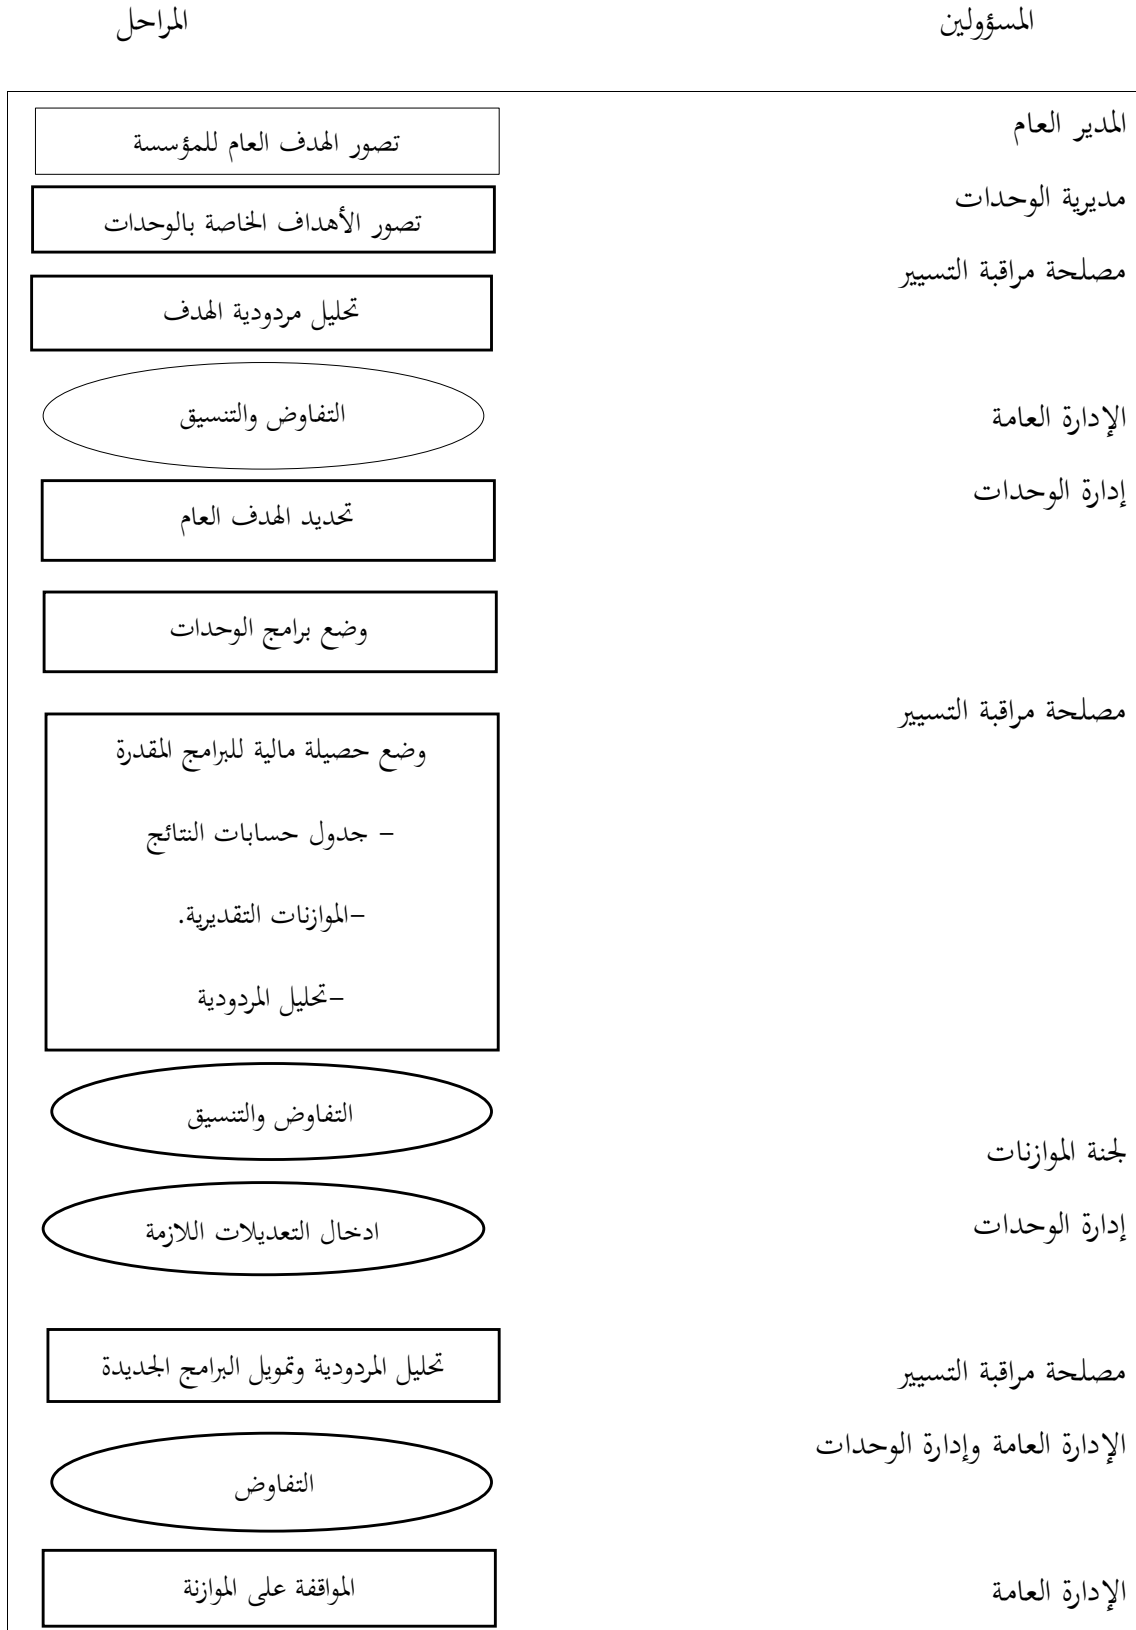 المسؤولين
المراحل
المدير العام
تصور الهدف العام للمؤسسة
مديرية الوحدات
تصور الأهداف الخاصة بالوحدات
مصلحة مراقبة التسيير
تحليل مردودية الهدف
الإدارة العامة
التفاوض والتنسيق
إدارة الوحدات
تحديد الهدف العام
وضع برامج الوحدات
مصلحة مراقبة التسيير
وضع حصيلة مالية للبرامج المقدرة
– جدول حسابات النتائج
–الموازنات التقديرية.
–تحليل المردودية
التفاوض والتنسيق
لجنة الموازنات
إدارة الوحدات
ادخال التعديلات اللازمة
مصلحة مراقبة التسيير
تحليل المردودية وتمويل البرامج الجديدة
الإدارة العامة وإدارة الوحدات
التفاوض
الإدارة العامة
المواقفة على الموازنة